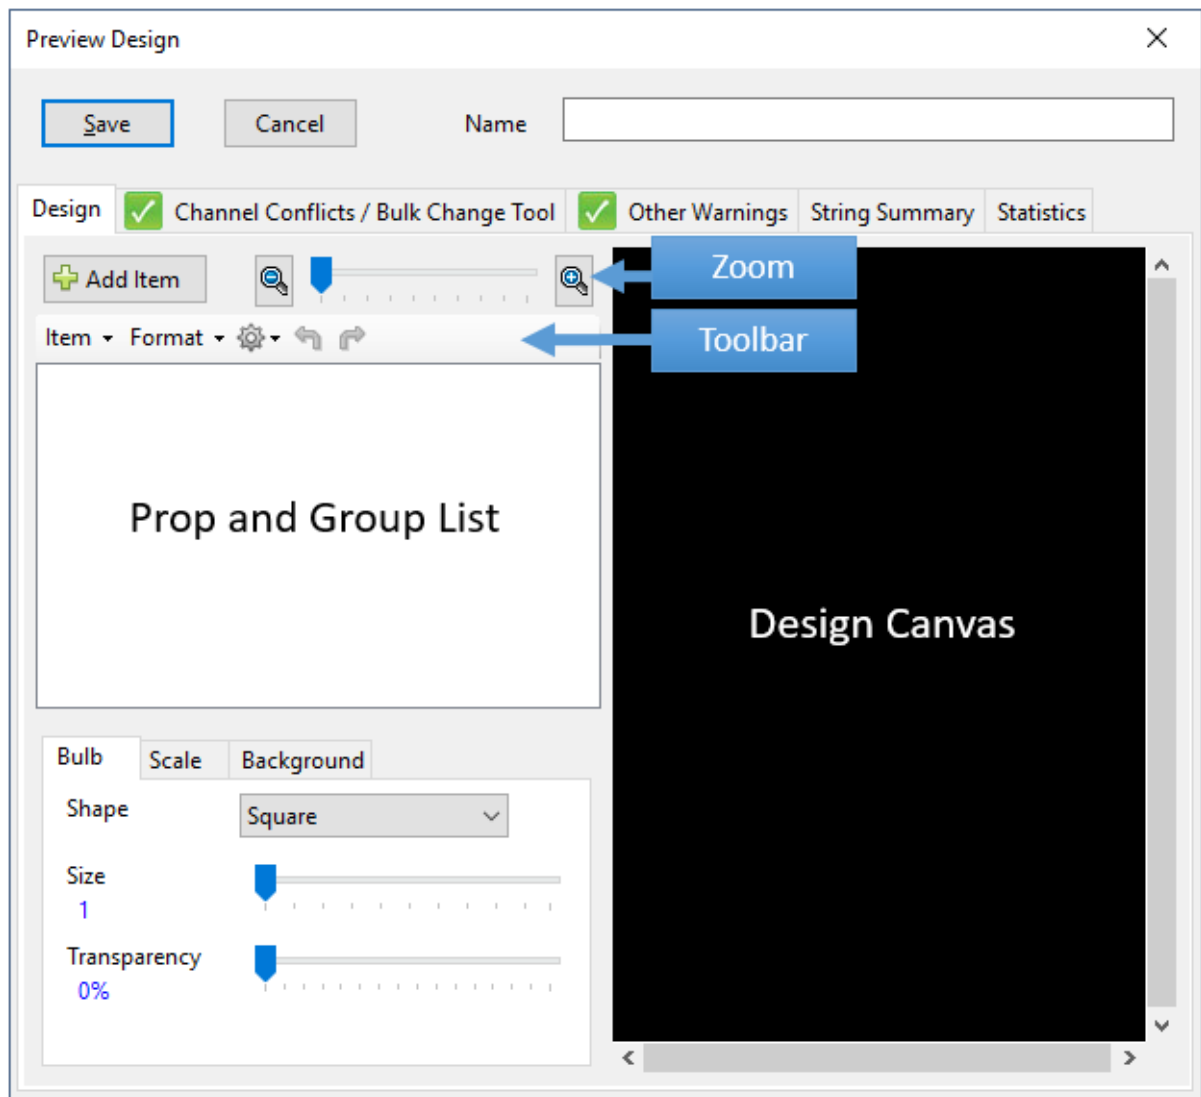 Preview Design
Save Cancel Name
Design Channel Conflicts / Bulk Change Tool Other Warnings String Summary Statistics
Add Item Zoom
Item Format Toolbar
Prop and Group List
Design Canvas
Bulb Scale Background
Shape Square
Size
1
Transparency
0%